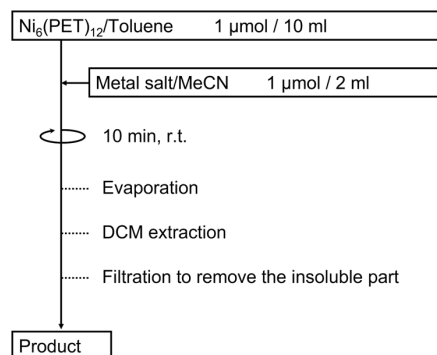 Ni₆(PET)₁₂/Toluene 1 μmol / 10 ml
Metal salt/MeCN 1 μmol / 2 ml
10 min, r.t.
Evaporation
DCM extraction
Filtration to remove the insoluble part
Product